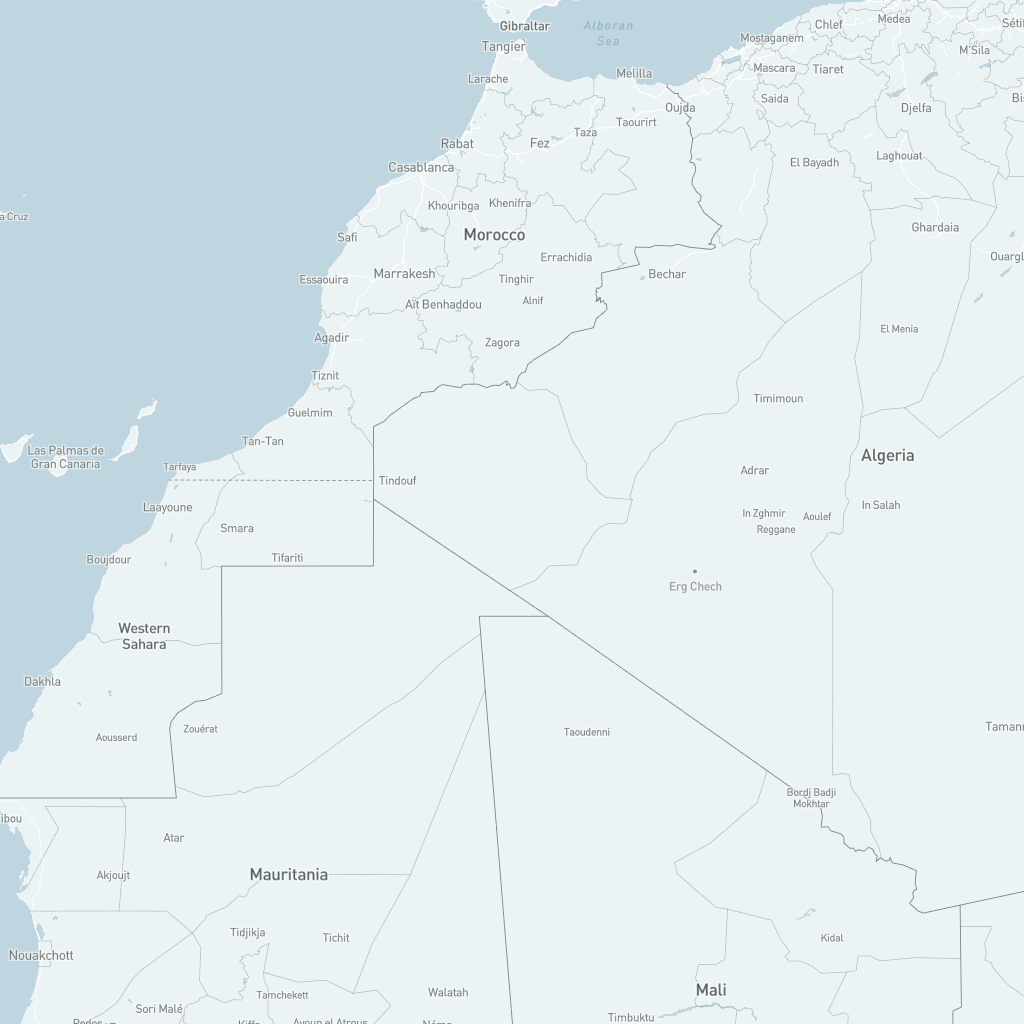 Gibraltar
Alboran
Sea
Tangier
Chlef
Medea
Mostaganem
M'Sila
Larache
Melilla
Mascara
Tiaret
Saida
Oujda
Djelfa
Taourirt
Taza
Rabat
Fez
Casablanca
El Bayadh
Laghouat
Khouribga
Khenifra
a Cruz
Safi
Morocco
Ghardaia
Errachidia
Ouargl
Essaouira
Marrakesh
Tinghir
Bechar
Aït Benhaddou
Alnif
Agadir
Zagora
El Menia
Tiznit
Timimoun
Guelmim
Tan-Tan
Las Palmas de
Gran Canaria
Algeria
Tarfaya
Adrar
Tindouf
Laayoune
In Salah
In Zghmir
Aoulef
Smara
Reggane
Boujdour
Tifariti
Erg Chech
Western
Sahara
Dakhla
Aousserd
Zouérat
Taoudenni
Tamanr
Bordj Badji
Mokhtar
ibou
Atar
Akjoujt
Mauritania
Tidjikja
Tichit
Kidal
Nouakchott
Tamchekett
Walatah
Mali
Sori Malé
Timbuktu